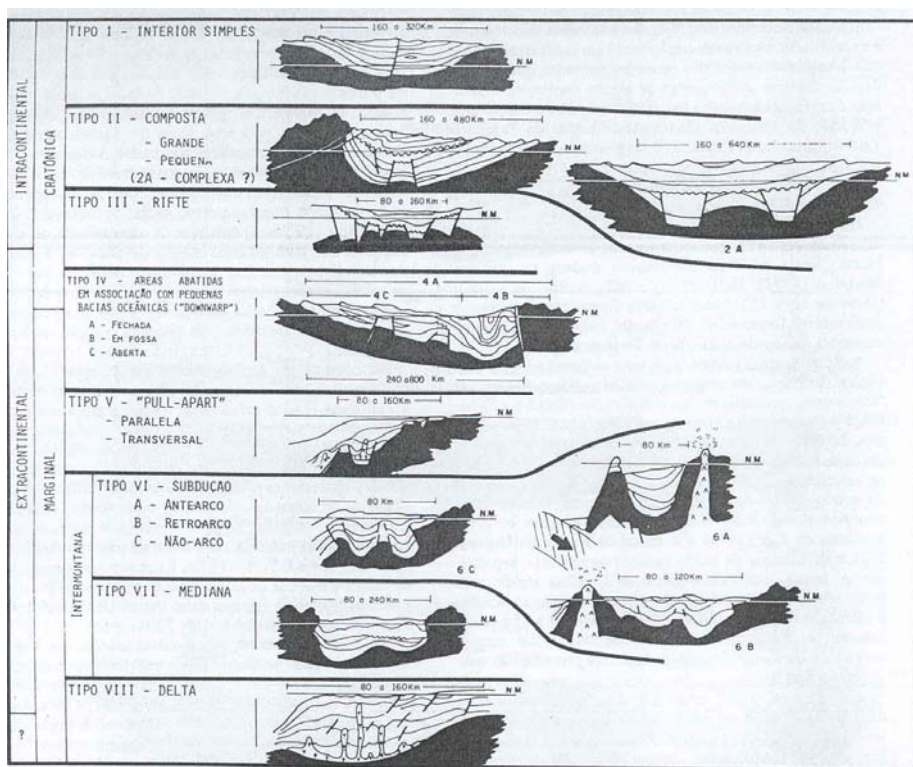 INTRACONTINENTAL
CRATÔNICA
EXTRACONTINENTAL
MARGINAL
INTERMONTANA
?
TIPO I - INTERIOR SIMPLES
160 a 320Km
NM
TIPO II - COMPOSTA
- GRANDE
- PEQUENA
(2A - COMPLEXA ?)
160 a 480Km
NM
160 a 640Km
NM
2 A
TIPO III - RIFTE
80 a 160Km
NM
TIPO IV - ÁREAS ABATIDAS
EM ASSOCIAÇÃO COM PEQUENAS
BACIAS OCEÂNICAS ("DOWNWARP")
A - FECHADA
B - EM FOSSA
C - ABERTA
4 A
4 C
4 B
NM
240 a 800 Km
TIPO V - "PULL-APART"
- PARALELA
- TRANSVERSAL
80 a 160Km
NM
TIPO VI - SUBDUÇÃO
A - ANTEARCO
B - RETROARCO
C - NÃO-ARCO
80 Km
NM
6 C
80 Km
NM
6 A
TIPO VII - MEDIANA
80 a 240Km
NM
80 a 120Km
NM
6 B
TIPO VIII - DELTA
80 a 160Km
NM